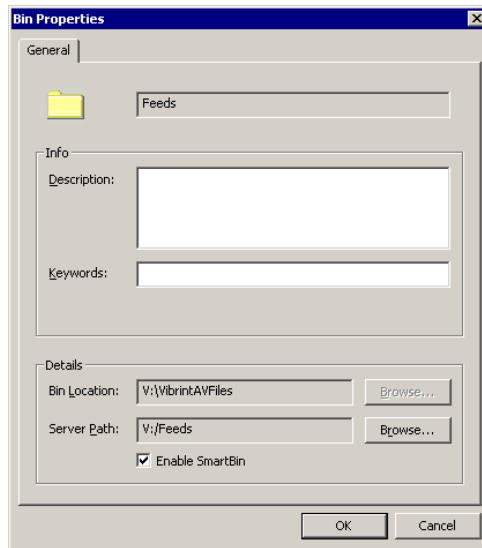 Bin Properties
General
Feeds
Info
Description:
Keywords:
Details
Bin Location: V:\VibrintAVFiles Browse...
Server Path: V:/Feeds Browse...
Enable SmartBin
OK Cancel